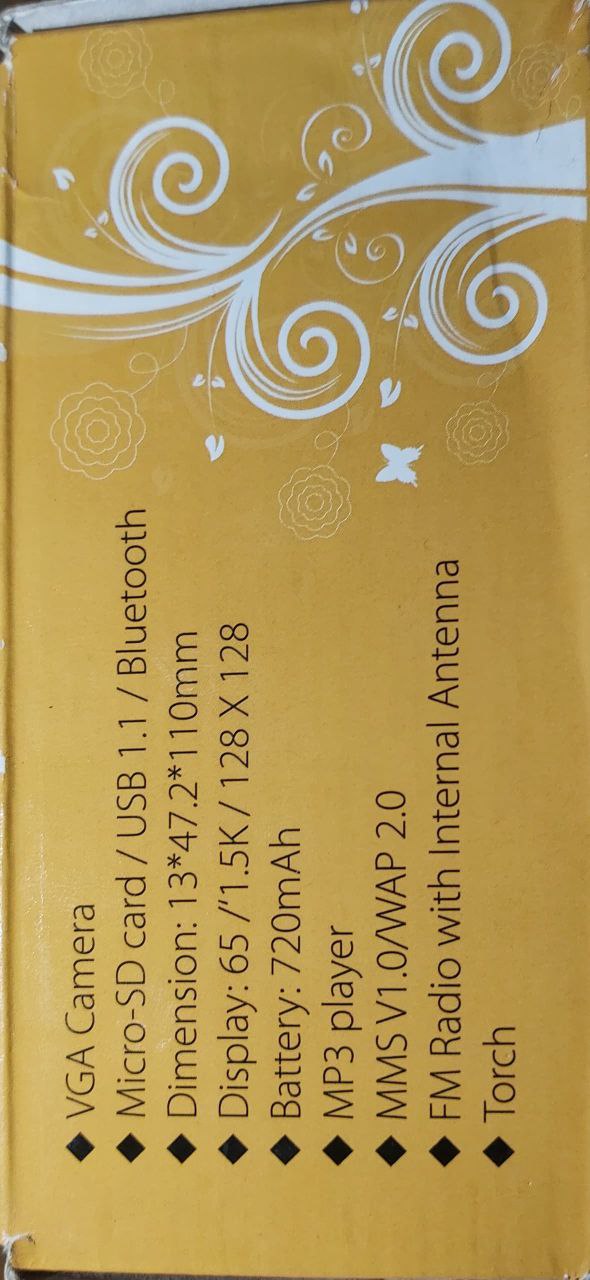 ◆ VGA Camera
◆ Micro-SD card / USB 1.1 / Bluetooth
◆ Dimension: 13*47.2*110mm
◆ Display: 65 /'1.5K / 128 X 128
◆ Battery: 720mAh
◆ MP3 player
◆ MMS V1.0/WAP 2.0
◆ FM Radio with Internal Antenna
◆ Torch